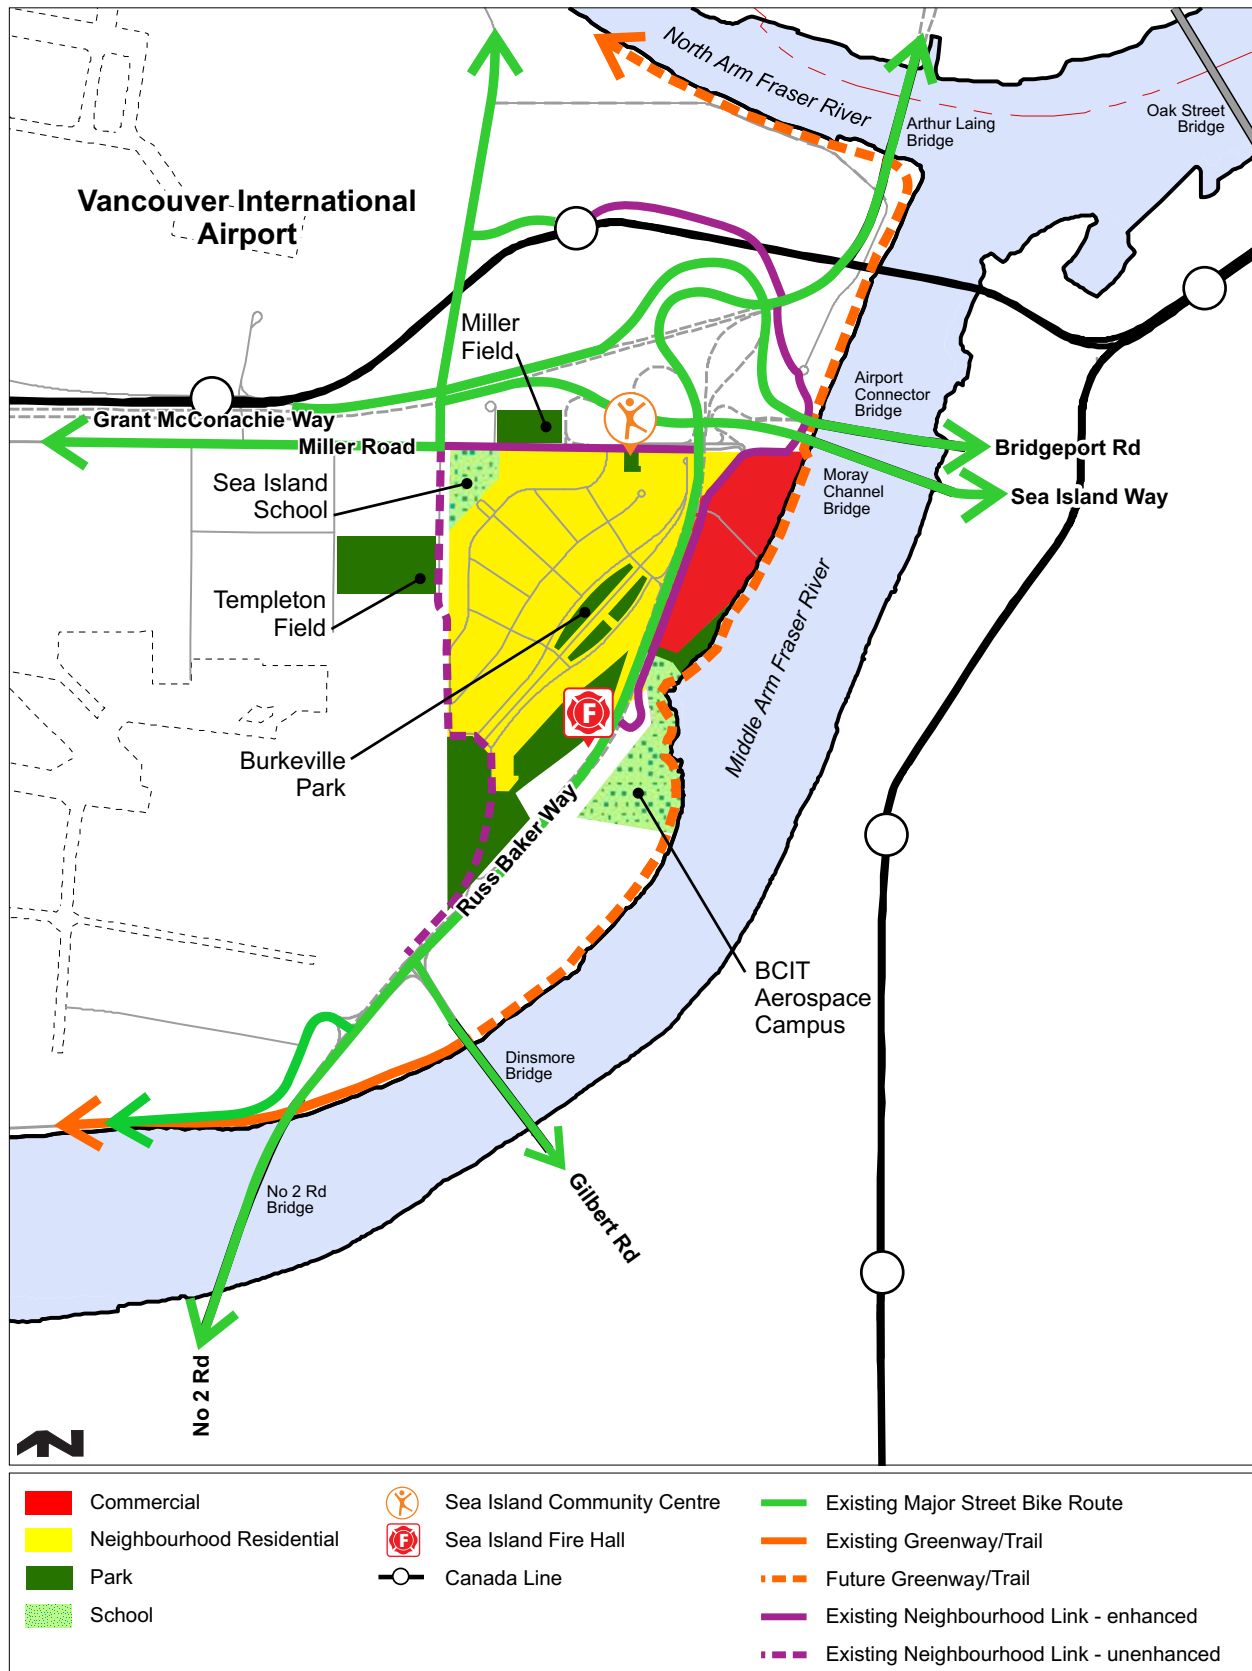 North Arm Fraser River
Arthur Laing
Bridge
Oak Street
Bridge
Vancouver International
Airport
Miller
Field
Airport
Connector
Bridge
Grant McConachie Way
Miller Road
Bridgeport Rd
Sea Island
School
Moray
Channel
Bridge
Sea Island Way
Templeton
Field
Middle Arm Fraser River
F
Burkeville
Park
Russ Baker Way
BCIT
Aerospace
Campus
Dinsmore
Bridge
No 2 Rd
Bridge
Gilbert Rd
No 2 Rd
N
Commercial
Neighbourhood Residential
Park
School
Sea Island Community Centre
F
Sea Island Fire Hall
Canada Line
Existing Major Street Bike Route
Existing Greenway/Trail
Future Greenway/Trail
Existing Neighbourhood Link - enhanced
Existing Neighbourhood Link - unenhanced